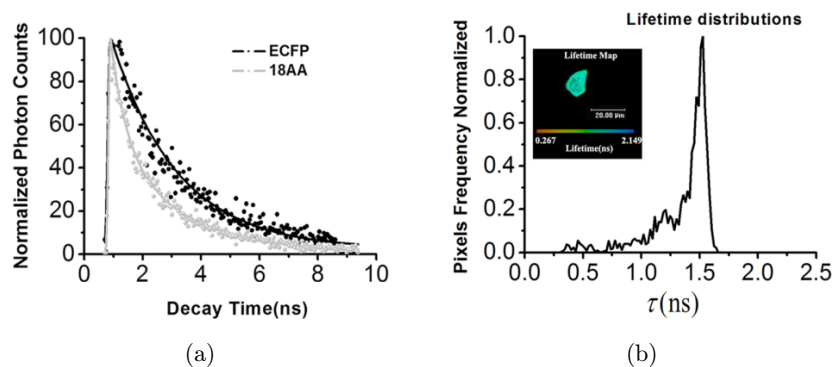 Normalized Photon Counts
100
80
60
40
20
0
ECFP
18AA
0 2 4 6 8 10
Decay Time(ns)
(a)
Lifetime distributions
Pixels Frequency Normalized
1.0
0.8
0.6
0.4
0.2
0.0
Lifetime Map
20.00 μm
0.267 2.149
Lifetime(ns)
0.0 0.5 1.0 1.5 2.0 2.5
τ(ns)
(b)